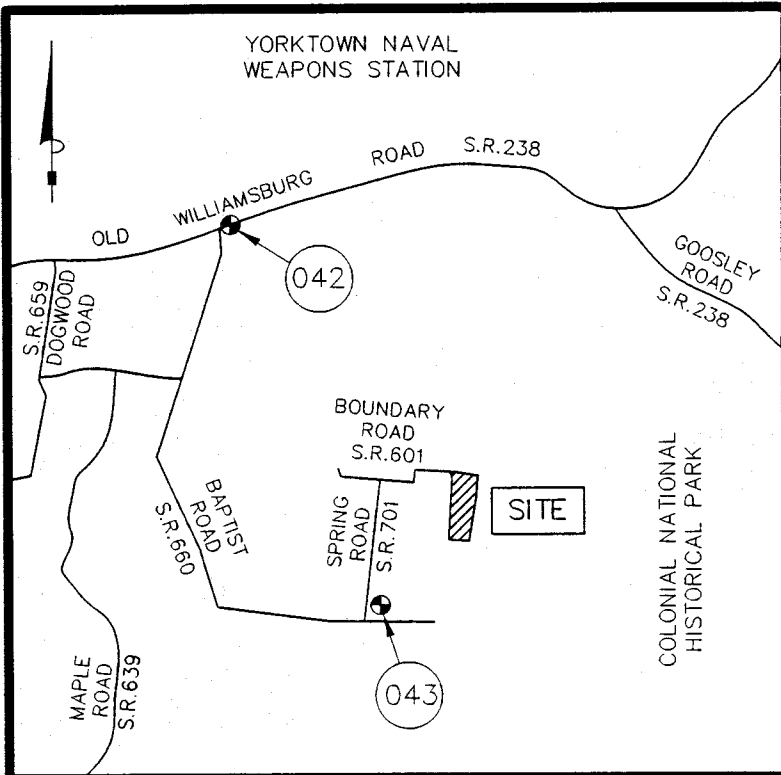 YORKTOWN NAVAL
WEAPONS STATION
OLD WILLIAMSBURG ROAD S.R.238
042
GOOSLEY
ROAD
S.R.238
S.R.659
DOGWOOD
ROAD
BOUNDARY
ROAD
S.R.601
BAPTIST
ROAD
S.R.660
SPRING
ROAD
S.R.701
SITE
COLONIAL NATIONAL
HISTORICAL PARK
MAPLE
ROAD
S.R.639
043